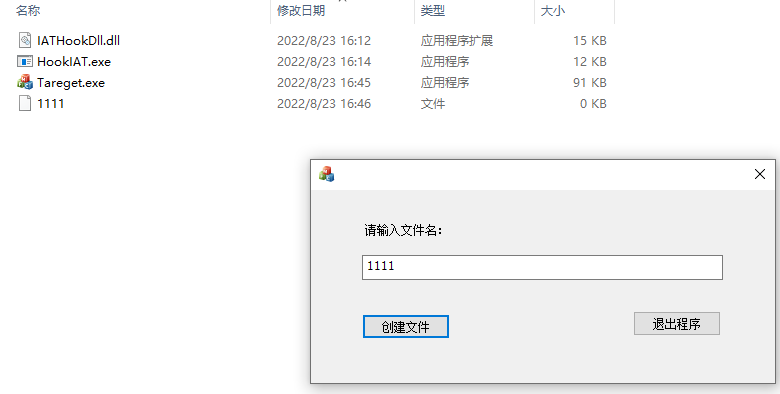 名称 修改日期 类型 大小
IATHookDll.dll 2022/8/23 16:12 应用程序扩展 15 KB
HookIAT.exe 2022/8/23 16:14 应用程序 12 KB
Tareget.exe 2022/8/23 16:45 应用程序 91 KB
1111 2022/8/23 16:46 文件 0 KB
请输入文件名：
1111
创建文件 退出程序